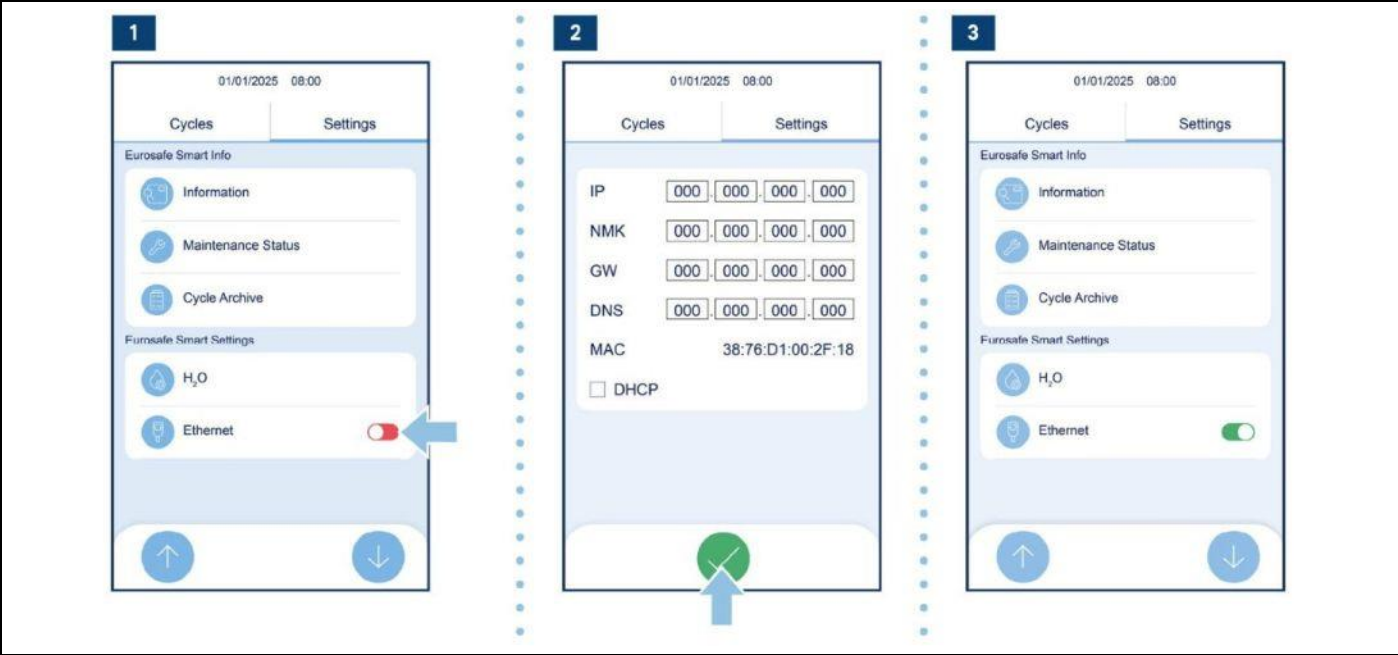 1
01/01/2025 08:00
Cycles Settings
Eurosafe Smart Info
Information
Maintenance Status
Cycle Archive
Eurosafe Smart Settings
H₂O
Ethernet
2
01/01/2025 08:00
Cycles Settings
IP 000.000.000.000
NMK 000.000.000.000
GW 000.000.000.000
DNS 000.000.000.000
MAC 38:76:D1:00:2F:18
DHCP
3
01/01/2025 08:00
Cycles Settings
Eurosafe Smart Info
Information
Maintenance Status
Cycle Archive
Eurosafe Smart Settings
H₂O
Ethernet